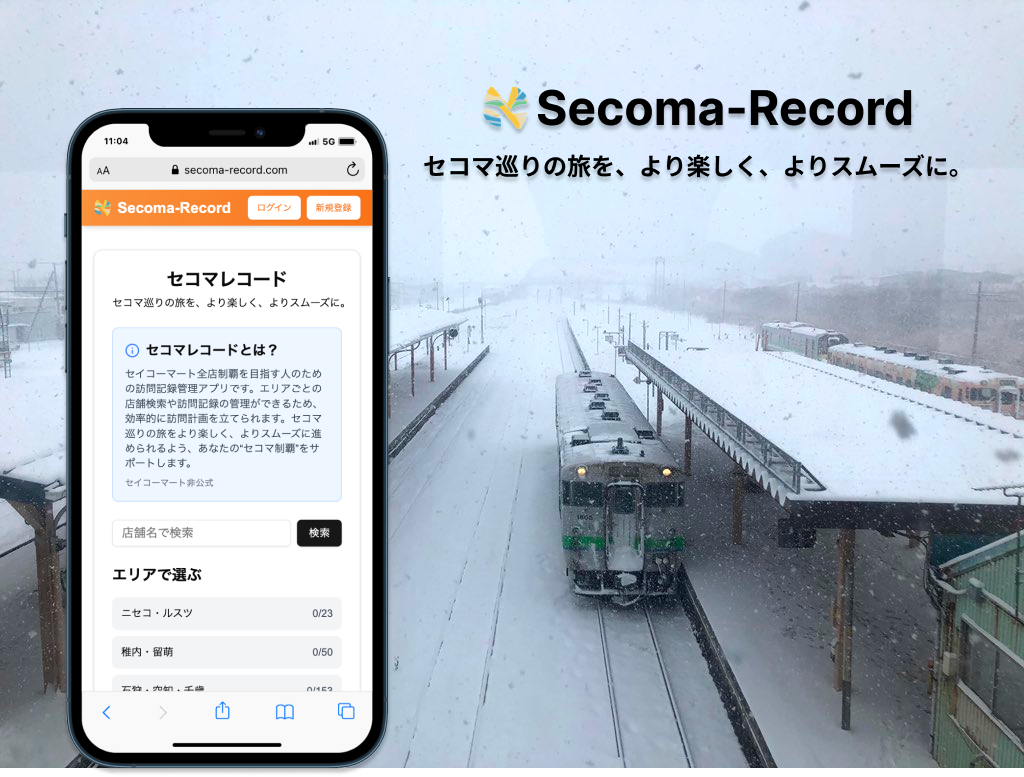 Secoma-Record
セコマ巡りの旅を、より楽しく、よりスムーズに。
11:04
5G
AA
secoma-record.com
Secoma-Record
ログイン
新規登録
セコマレコード
セコマ巡りの旅を、より楽しく、よりスムーズに。
セコマレコードとは？
セイコーマート全店制覇を目指す人のため
の訪問記録管理アプリです。エリアごとの
店舗検索や訪問記録の管理ができるため、
効率的に訪問計画を立てられます。セコマ
巡りの旅をより楽しく、よりスムーズに進
められるよう、あなたの“セコマ制覇”をサ
ポートします。
セイコーマート非公式
店舗名で検索
検索
エリアで選ぶ
ニセコ・ルスツ 0/23
稚内・留萌 0/50
石狩・空知・千歳 0/153